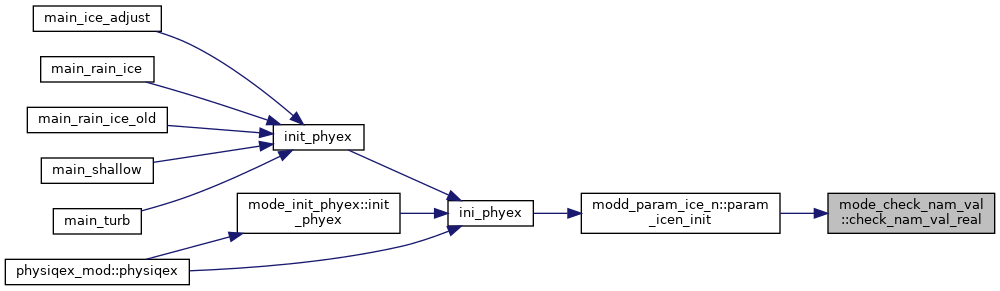 main_ice_adjust
main_rain_ice
main_rain_ice_old
init_phyex
main_shallow
main_turb
mode_init_phyex::init
_phyex
ini_phyex
modd_param_ice_n::param
_icen_init
mode_check_nam_val
::check_nam_val_real
physiqex_mod::physiqex